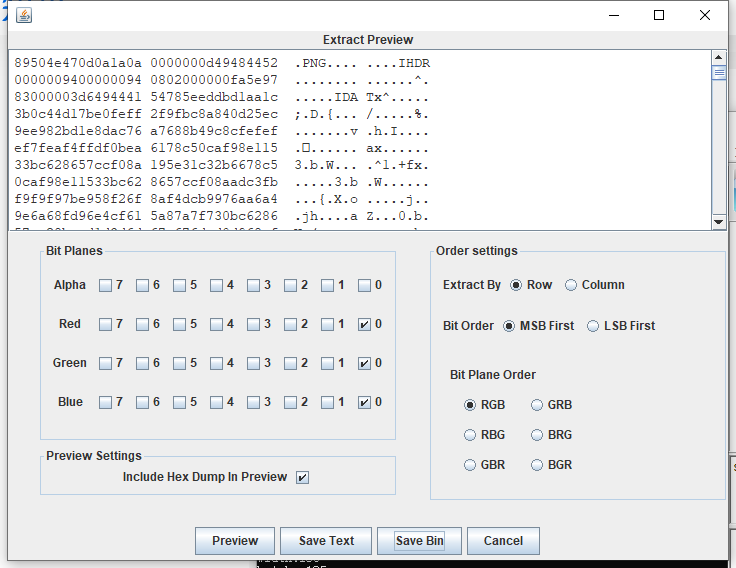 Extract Preview
89504e470d0a1a0a 0000000d49484452 .PNG.... ....IHDR
0000009400000094 0802000000fa5e97 ........ ......^.
83000003d6494441 54785eeddbd1aa1c .....IDA Tx^.....
3b0c44d17be0feff 2f9fbc8a840d25ec ;.D.{... /.....%.
9ee982bd1e8dac76 a7688b49c8cfefef .......v .h.I....
ef7feaf4ffdf0bea 6178c50caf98e115 .. ...... ax......
33bc628657ccf08a 195e31c32b6678c5 3.b.W... .^1.+fx.
0caf98e11533bc62 8657ccf08aadc3fb .....3.b .W......
f9f9f97be958f26f 8af4dcb9976aa6a4 ...{.X.o .....j..
9e6a68fd96e4cf61 5a87a7f730bc6286 .jh....a Z...0.b.
Bit Planes
Alpha 7 6 5 4 3 2 1 0
Red 7 6 5 4 3 2 1 0
Green 7 6 5 4 3 2 1 0
Blue 7 6 5 4 3 2 1 0
Order settings
Extract By Row Column
Bit Order MSB First LSB First
Bit Plane Order
RGB GRB
RBG BRG
GBR BGR
Preview Settings
Include Hex Dump In Preview
Preview Save Text Save Bin Cancel